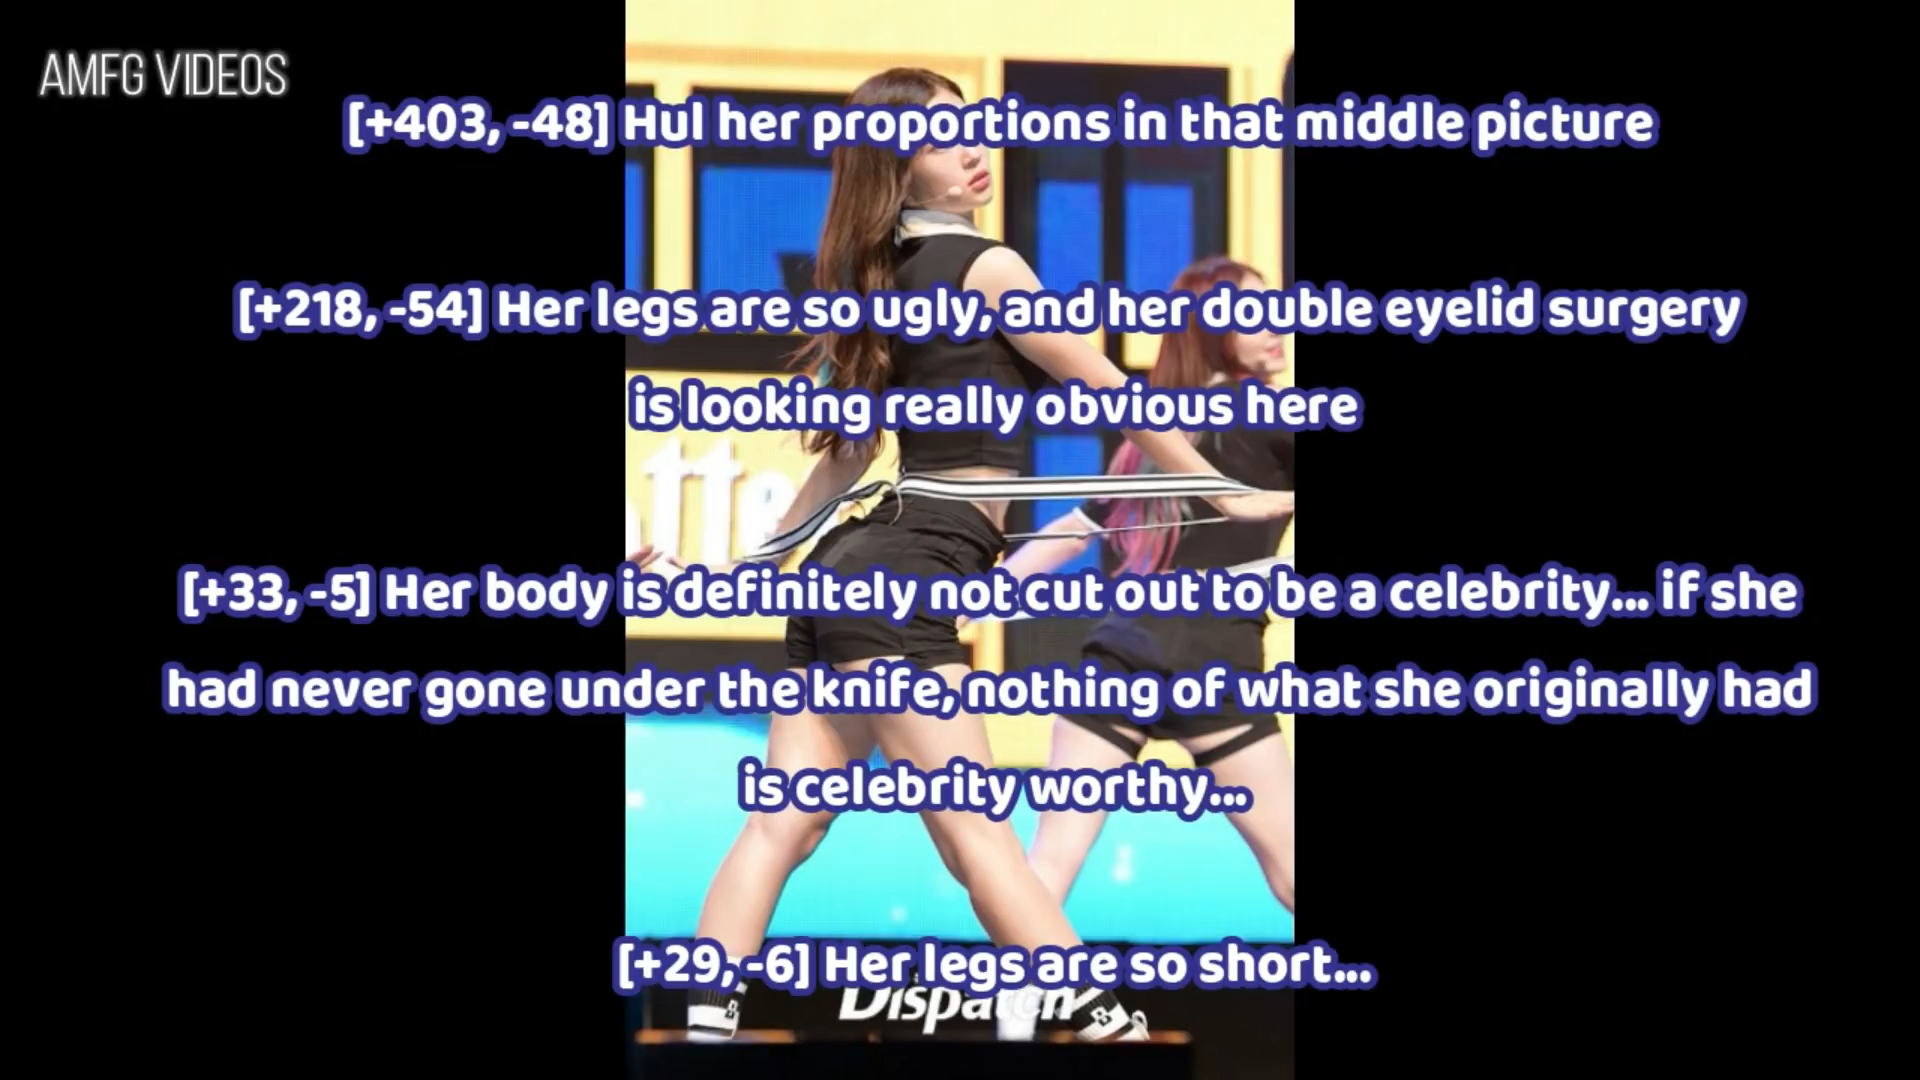 AMFG VIDEOS
[+403, -48] Hul her proportions in that middle picture
[+218, -54] Her legs are so ugly, and her double eyelid surgery
is looking really obvious here
[+33, -5] Her body is definitely not cut out to be a celebrity... if she
had never gone under the knife, nothing of what she originally had
is celebrity worthy...
[+29, -6] Her legs are so short...
Dispatch